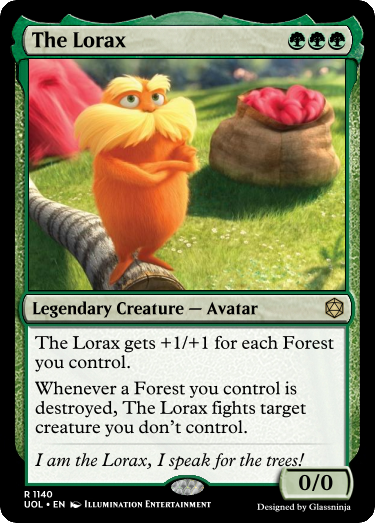 The Lorax
Legendary Creature — Avatar
The Lorax gets +1/+1 for each Forest
you control.
Whenever a Forest you control is
destroyed, The Lorax fights target
creature you don't control.
I am the Lorax, I speak for the trees!
0/0
R 1140
UOL • EN ILLUMINATION ENTERTAINMENT
Designed by Glassninja